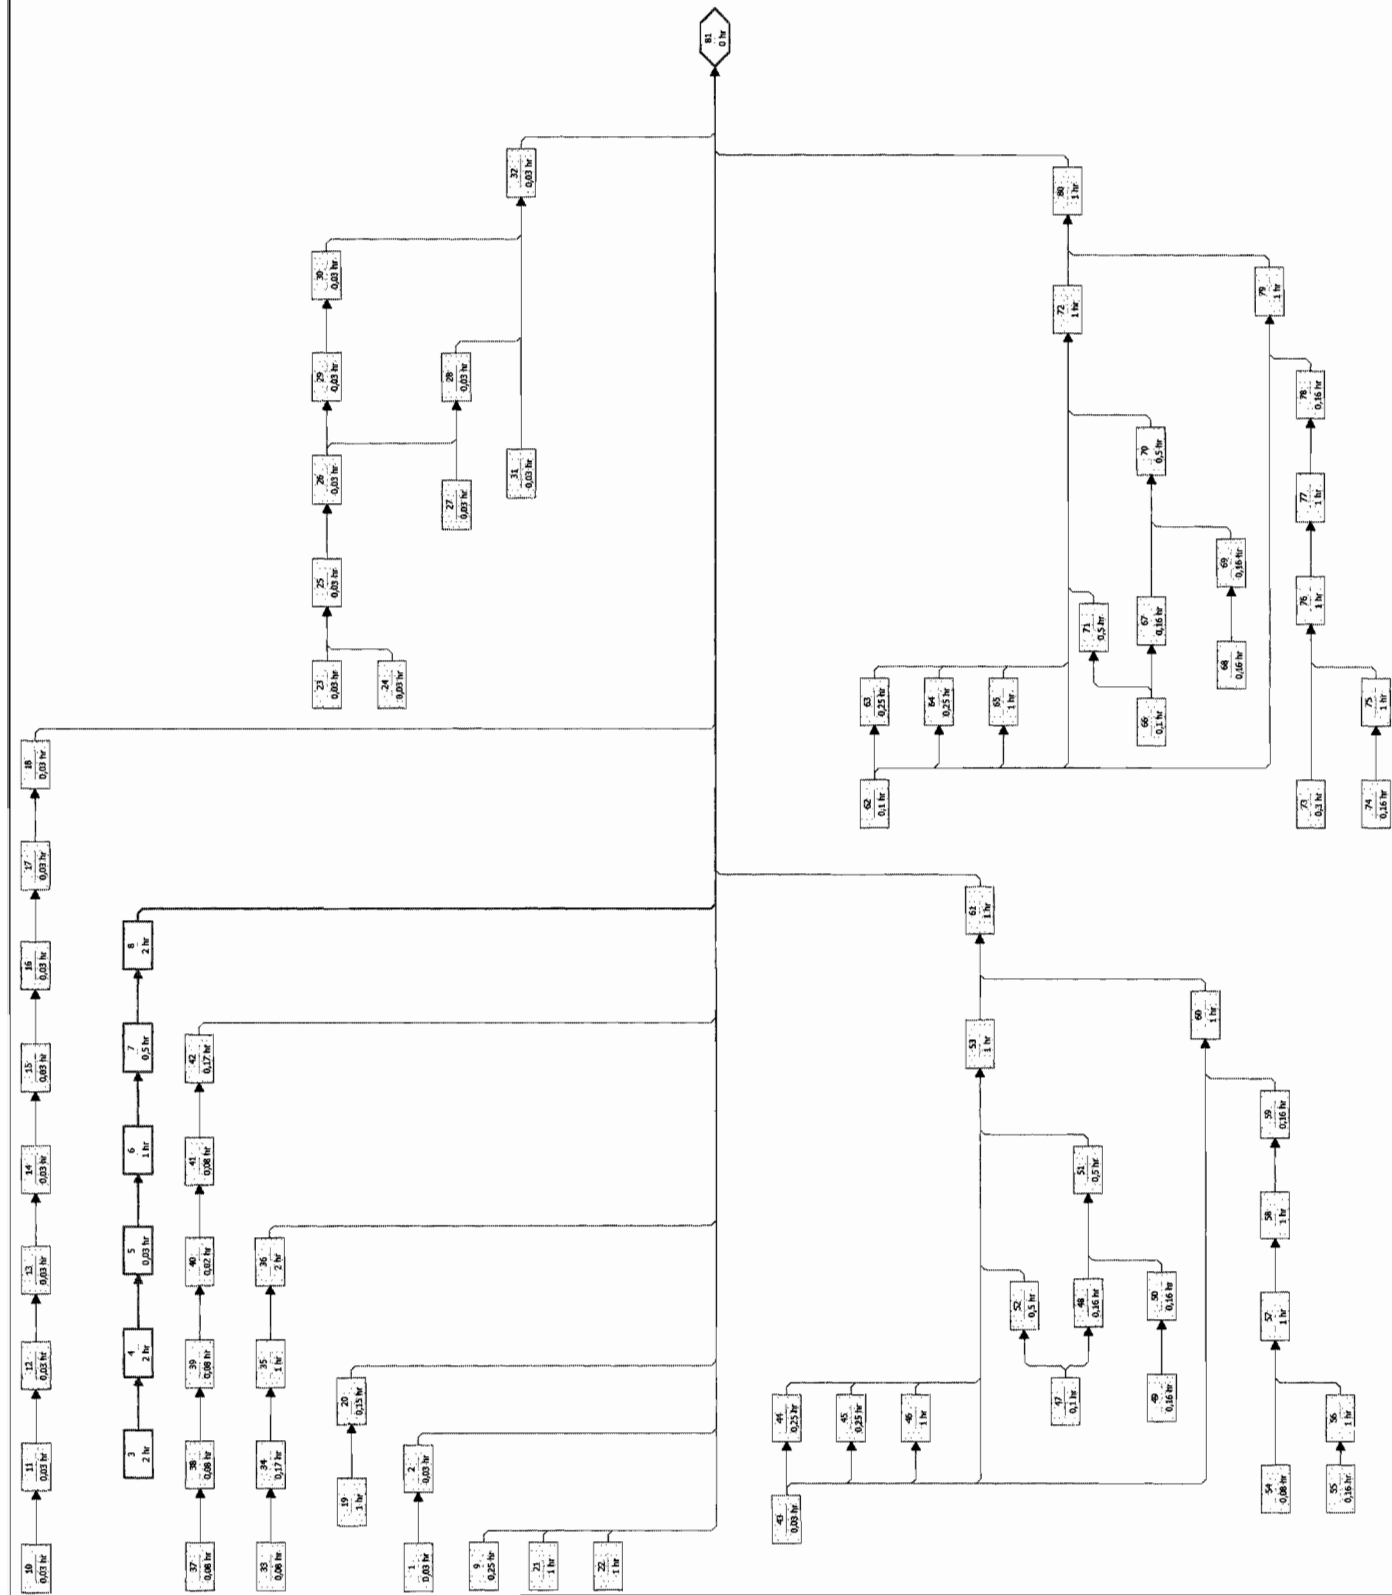 10
0,03 hr
11
0,03 hr
12
0,03 hr
13
0,03 hr
14
0,03 hr
15
0,03 hr
16
0,03 hr
17
0,03 hr
18
0,03 hr
3
2 hr
4
2 hr
5
0,03 hr
6
1 hr
7
0,5 hr
8
2 hr
37
0,08 hr
38
0,08 hr
39
0,08 hr
40
0,02 hr
41
0,08 hr
42
0,17 hr
33
0,08 hr
34
0,17 hr
35
1 hr
36
2 hr
23
0,03 hr
25
0,03 hr
26
0,03 hr
29
0,03 hr
30
0,03 hr
19
1 hr
20
0,15 hr
24
0,03 hr
1
0,03 hr
2
0,03 hr
27
0,03 hr
28
0,03 hr
9
0,25 hr
31
0,03 hr
32
0,03 hr
21
1 hr
22
1 hr
81
0 hr
43
0,03 hr
44
0,25 hr
45
0,25 hr
46
1 hr
62
0,1 hr
63
0,25 hr
64
0,25 hr
65
1 hr
53
1 hr
61
1 hr
52
0,5 hr
47
0,1 hr
48
0,16 hr
51
0,5 hr
49
0,16 hr
50
0,16 hr
72
1 hr
80
1 hr
71
0,5 hr
66
0,1 hr
67
0,16 hr
70
0,5 hr
68
0,16 hr
69
0,16 hr
60
1 hr
79
1 hr
54
0,08 hr
57
1 hr
58
1 hr
59
0,16 hr
55
0,16 hr
56
1 hr
73
0,3 hr
76
1 hr
77
1 hr
78
0,16 hr
74
0,16 hr
75
1 hr